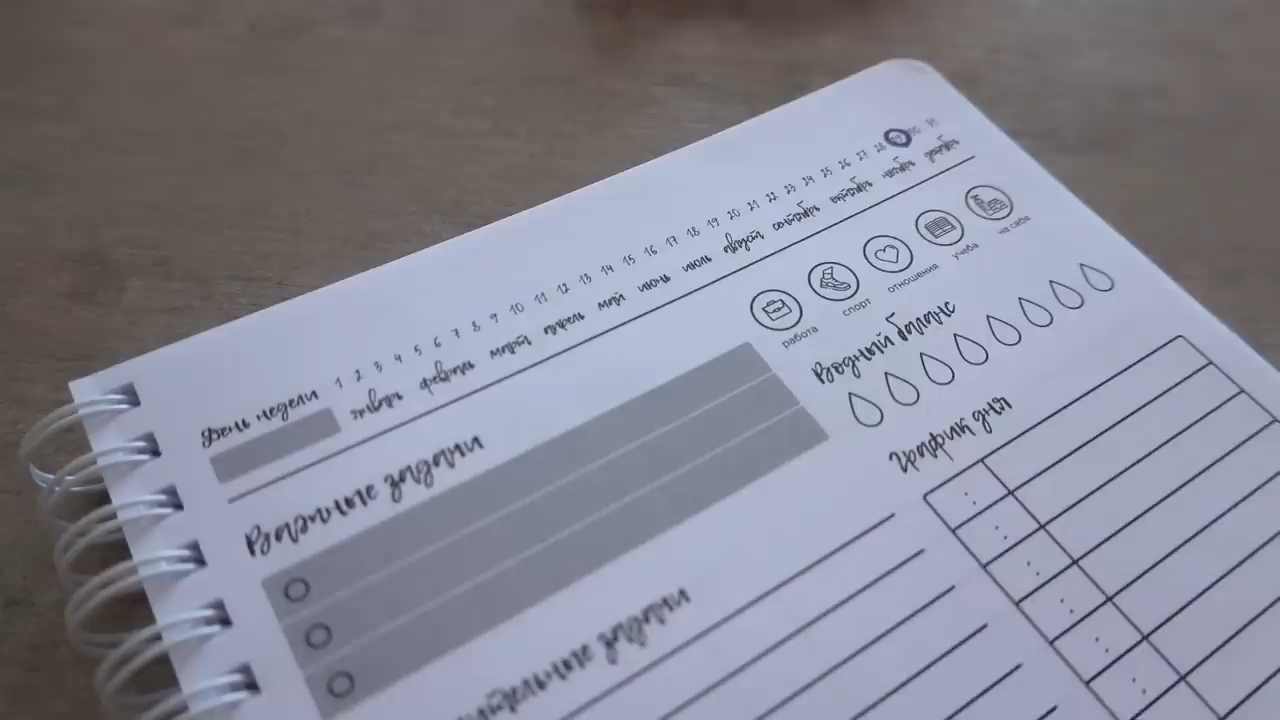 День недели
1 2 3 4 5 6 7 8 9 10 11 12 13 14 15 16 17 18 19 20 21 22 23 24 25 26 27 28 29 30 31
январь февраль март апрель май июнь июль август сентябрь октябрь ноябрь декабрь
Важные задачи
работа спорт отношения учеба на себя
Водный баланс
График дня
задачи